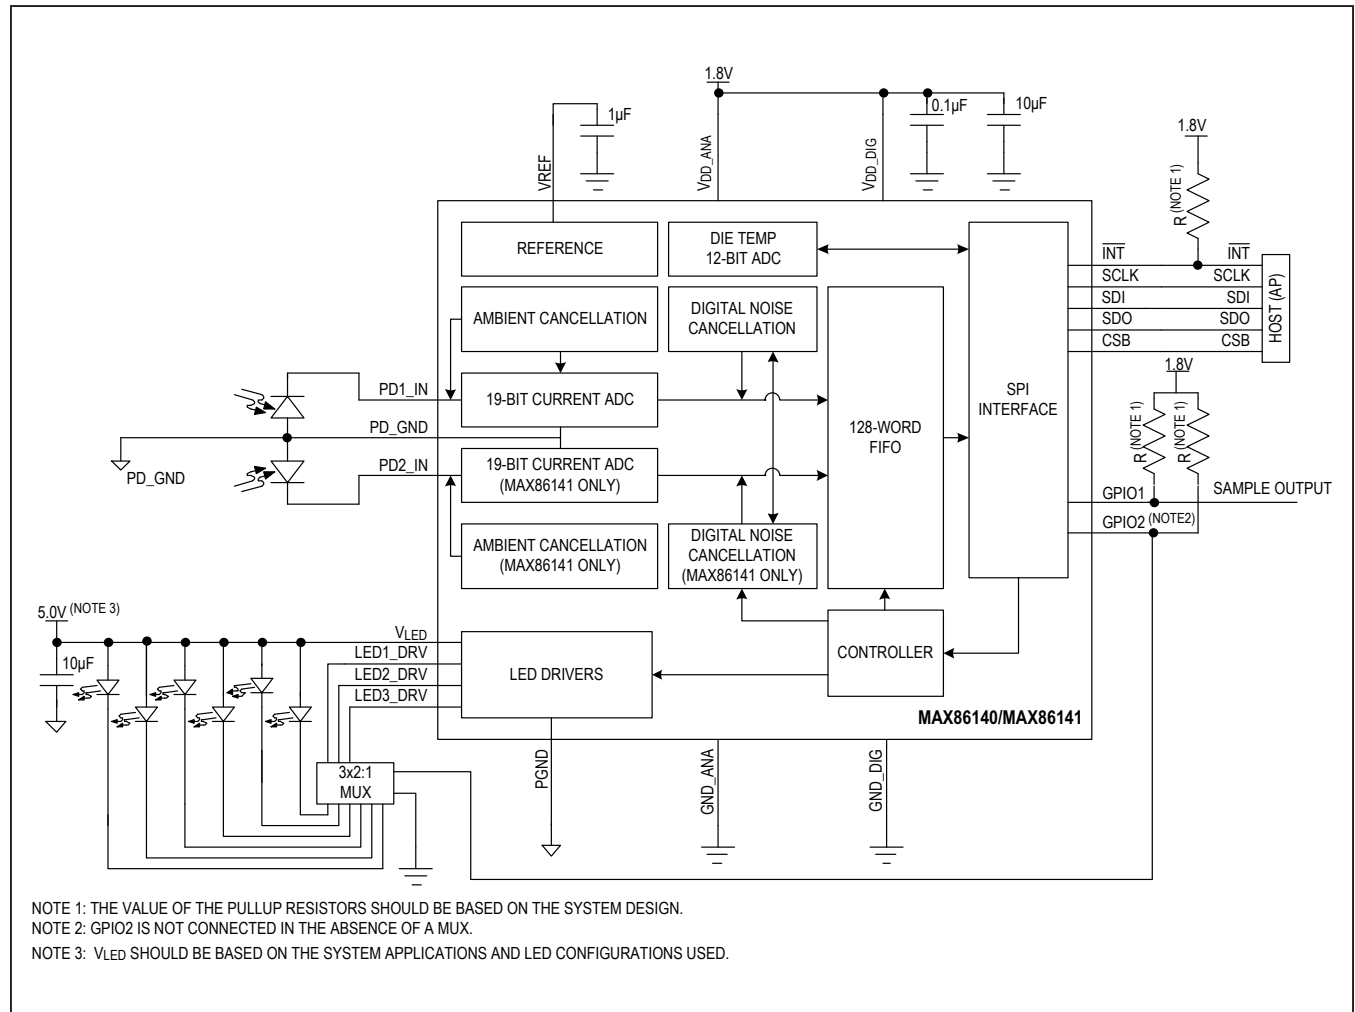 1.8V
0.1µF
10µF
1µF
1.8V
VREF
VDD_ANA
VDD_DIG
R (NOTE 1)
REFERENCE
DIE TEMP
12-BIT ADC
INT
INT
SCLK
SCLK
SDI
SDI
SDO
SDO
CSB
CSB
HOST (AP)
AMBIENT CANCELLATION
DIGITAL NOISE
CANCELLATION
1.8V
PD1_IN
19-BIT CURRENT ADC
128-WORD
FIFO
SPI
INTERFACE
R (NOTE 1)
R (NOTE 1)
PD_GND
PD_GND
PD2_IN
19-BIT CURRENT ADC
(MAX86141 ONLY)
GPIO1
SAMPLE OUTPUT
GPIO2 (NOTE2)
AMBIENT CANCELLATION
(MAX86141 ONLY)
DIGITAL NOISE
CANCELLATION
(MAX86141 ONLY)
5.0V (NOTE 3)
10µF
VLED
LED1_DRV
LED2_DRV
LED3_DRV
LED DRIVERS
CONTROLLER
MAX86140/MAX86141
3x2:1
MUX
PGND
GND_ANA
GND_DIG
NOTE 1: THE VALUE OF THE PULLUP RESISTORS SHOULD BE BASED ON THE SYSTEM DESIGN.
NOTE 2: GPIO2 IS NOT CONNECTED IN THE ABSENCE OF A MUX.
NOTE 3: VLED SHOULD BE BASED ON THE SYSTEM APPLICATIONS AND LED CONFIGURATIONS USED.